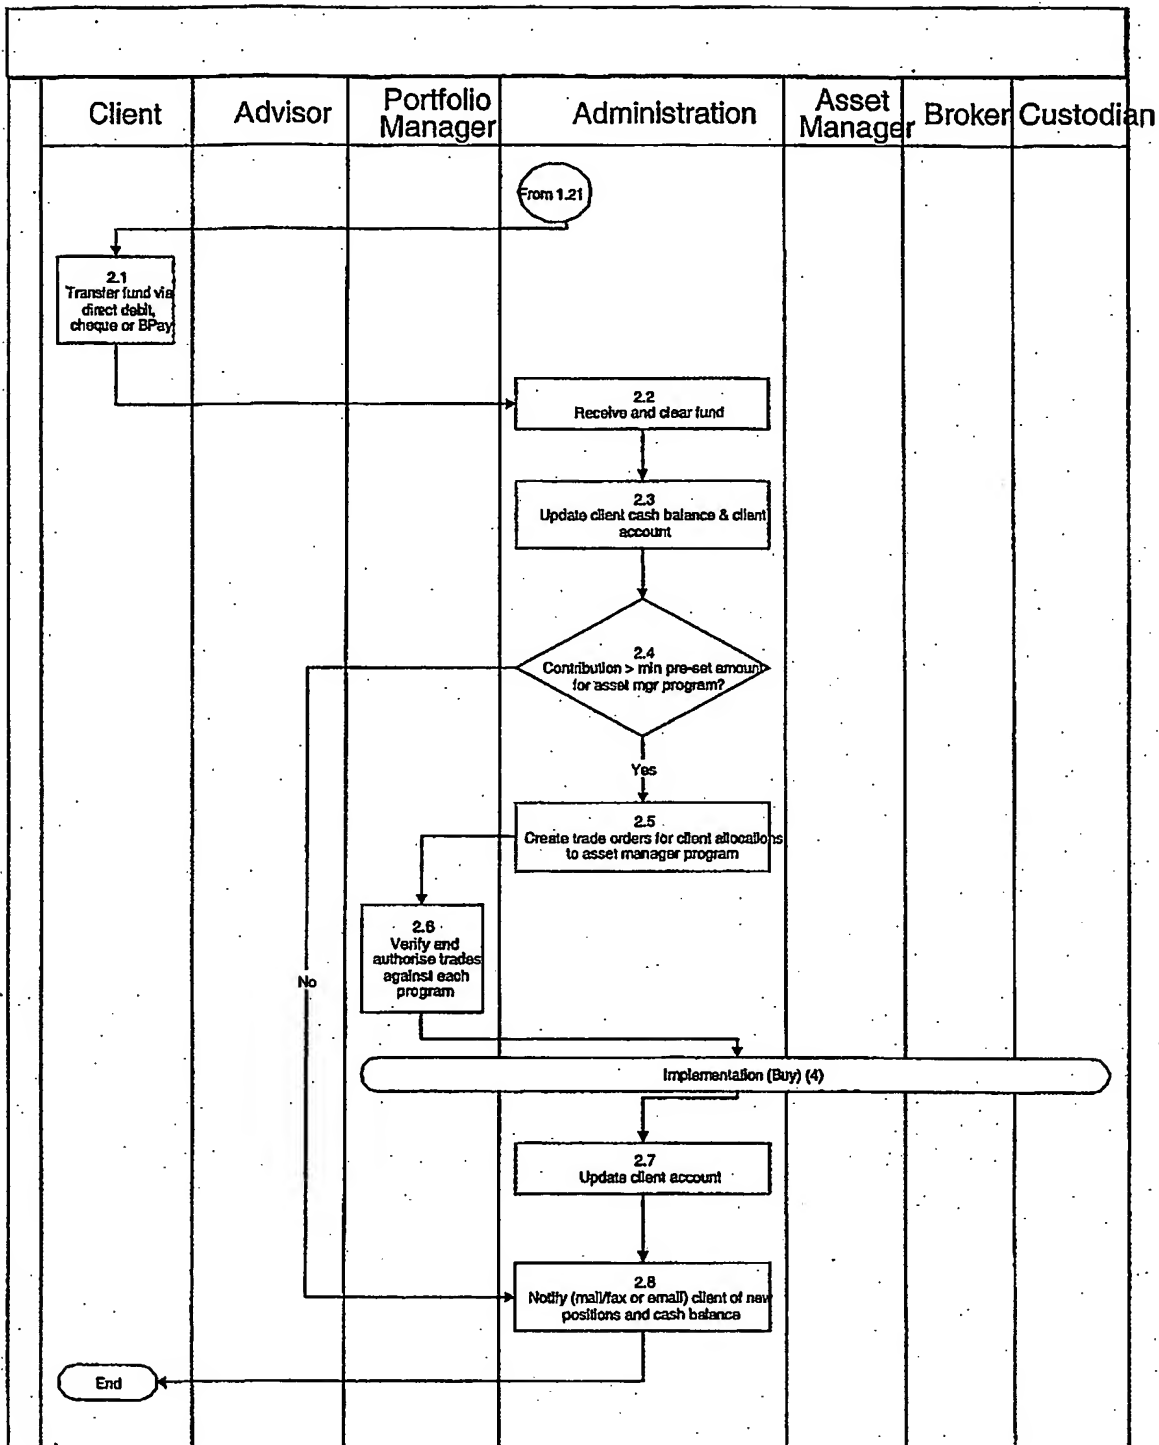 Client
Advisor
Portfolio
Manager
Administration
Asset
Manager
Broker
Custodian
From 1.21
2.1
Transfer fund via
direct debit,
cheque or BPay
2.2
Receive and clear fund
2.3
Update client cash balance & client
account
2.4
Contribution > min pre-set amount
for asset mgr program?
Yes
2.5
Create trade orders for client allocations
to asset manager program
2.6
Verify and
authorise trades
against each
program
No
Implementation (Buy) (4)
2.7
Update client account
2.8
Notify (mail/fax or email) client of new
positions and cash balance
End